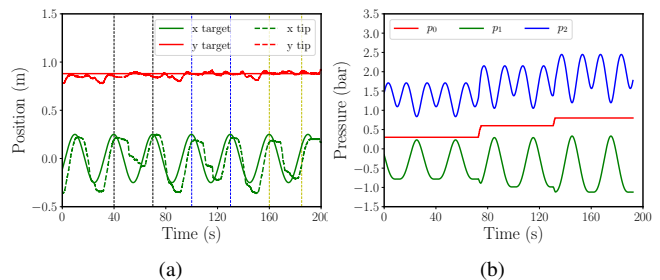 x target
x tip
y target
y tip
1.5
1.0
0.5
0.0
−0.5
Position (m)
0 40 80 120 160 200
Time (s)
(a)
p0 p1 p2
3.5
3.0
2.5
2.0
1.5
1.0
0.5
0.0
−0.5
−1.0
−1.5
Pressure (bar)
0 40 80 120 160 200
Time (s)
(b)